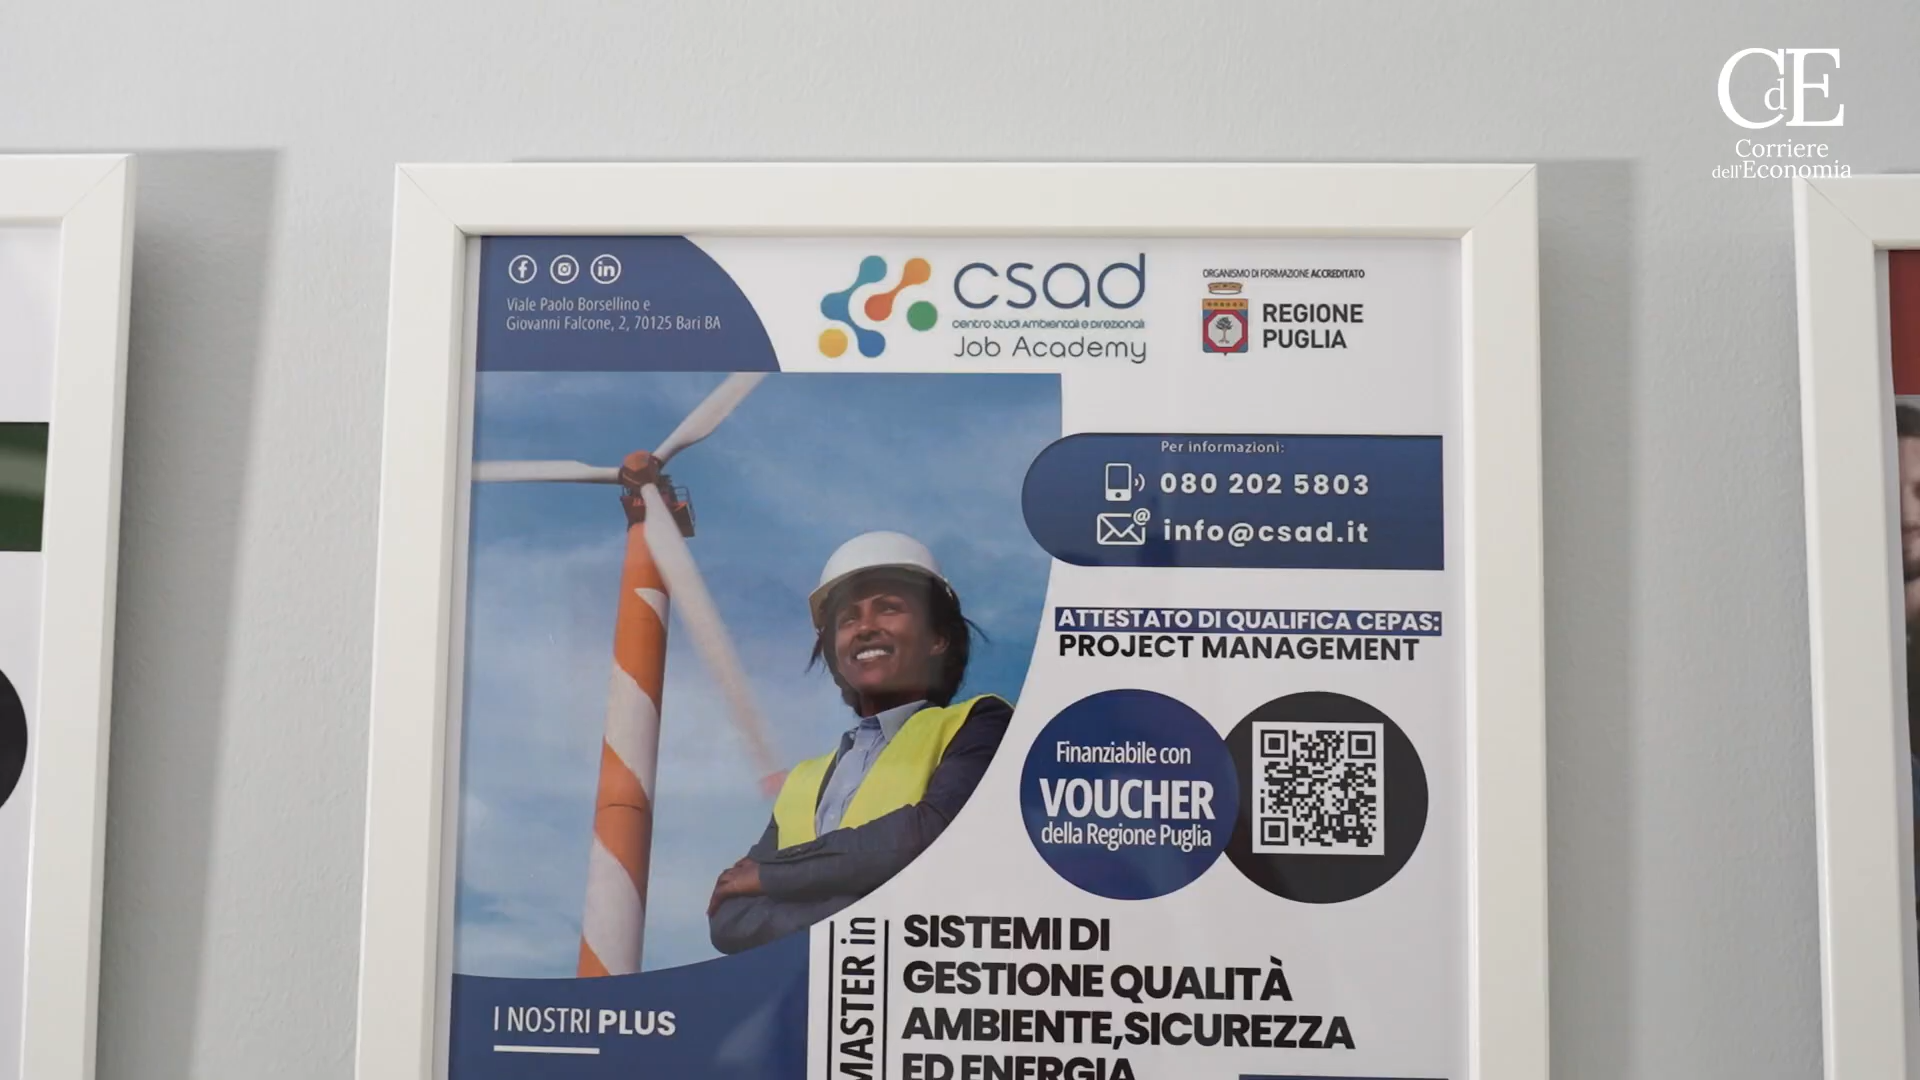 CdE
Corriere
dell'Economia
Viale Paolo Borsellino e
Giovanni Falcone, 2, 70125 Bari BA
csad
Centro Studi Ambientali e Direzionali
Job Academy
ORGANISMO DI FORMAZIONE ACCREDITATO
REGIONE
PUGLIA
Per informazioni:
080 202 5803
info@csad.it
ATTESTATO DI QUALIFICA CEPAS:
PROJECT MANAGEMENT
Finanziabile con
VOUCHER
della Regione Puglia
MASTER in
SISTEMI DI
GESTIONE QUALITÀ
AMBIENTE,SICUREZZA
ED ENERGIA
I NOSTRI PLUS